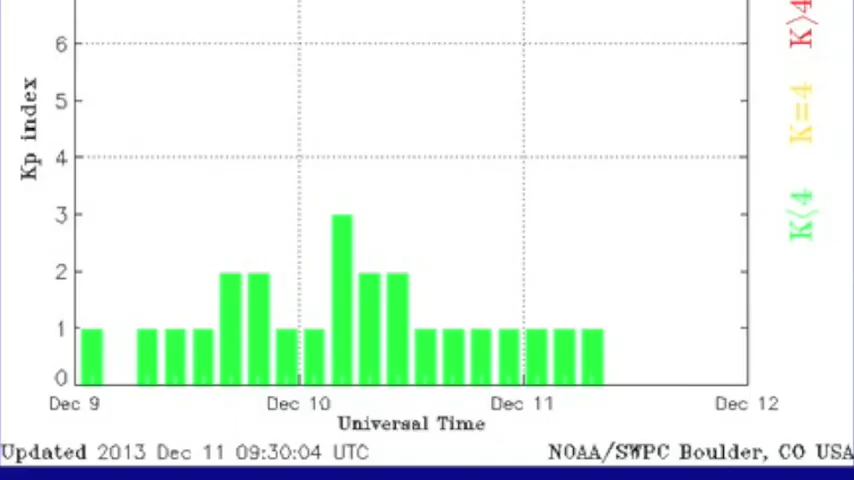 K>4
6
K=4
5
Kp index
4
K<4
3
2
1
0
Dec 9 Dec 10 Dec 11 Dec 12
Universal Time
Updated 2013 Dec 11 09:30:04 UTC NOAA/SWPC Boulder, CO USA